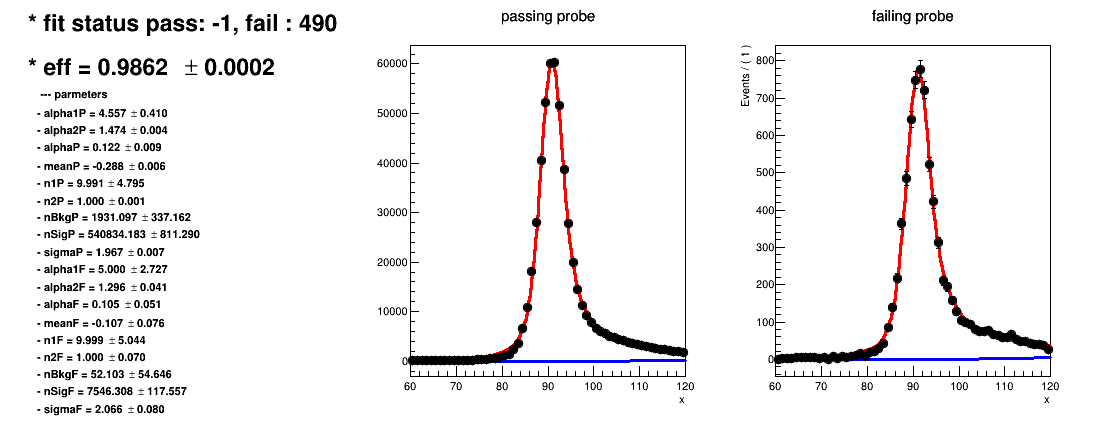 * fit status pass: -1, fail : 490
* eff = 0.9862 ± 0.0002
--- parmeters
- alpha1P = 4.557 ± 0.410
- alpha2P = 1.474 ± 0.004
- alphaP = 0.122 ± 0.009
- meanP = -0.288 ± 0.006
- n1P = 9.991 ± 4.795
- n2P = 1.000 ± 0.001
- nBkgP = 1931.097 ± 337.162
- nSigP = 540834.183 ± 811.290
- sigmaP = 1.967 ± 0.007
- alpha1F = 5.000 ± 2.727
- alpha2F = 1.296 ± 0.041
- alphaF = 0.105 ± 0.051
- meanF = -0.107 ± 0.076
- n1F = 9.999 ± 5.044
- n2F = 1.000 ± 0.070
- nBkgF = 52.103 ± 54.646
- nSigF = 7546.308 ± 117.557
- sigmaF = 2.066 ± 0.080
passing probe
60000
50000
40000
30000
20000
10000
0
60 70 80 90 100 110 120
x
failing probe
Events / ( 1 )
800
700
600
500
400
300
200
100
0
60 70 80 90 100 110 120
x